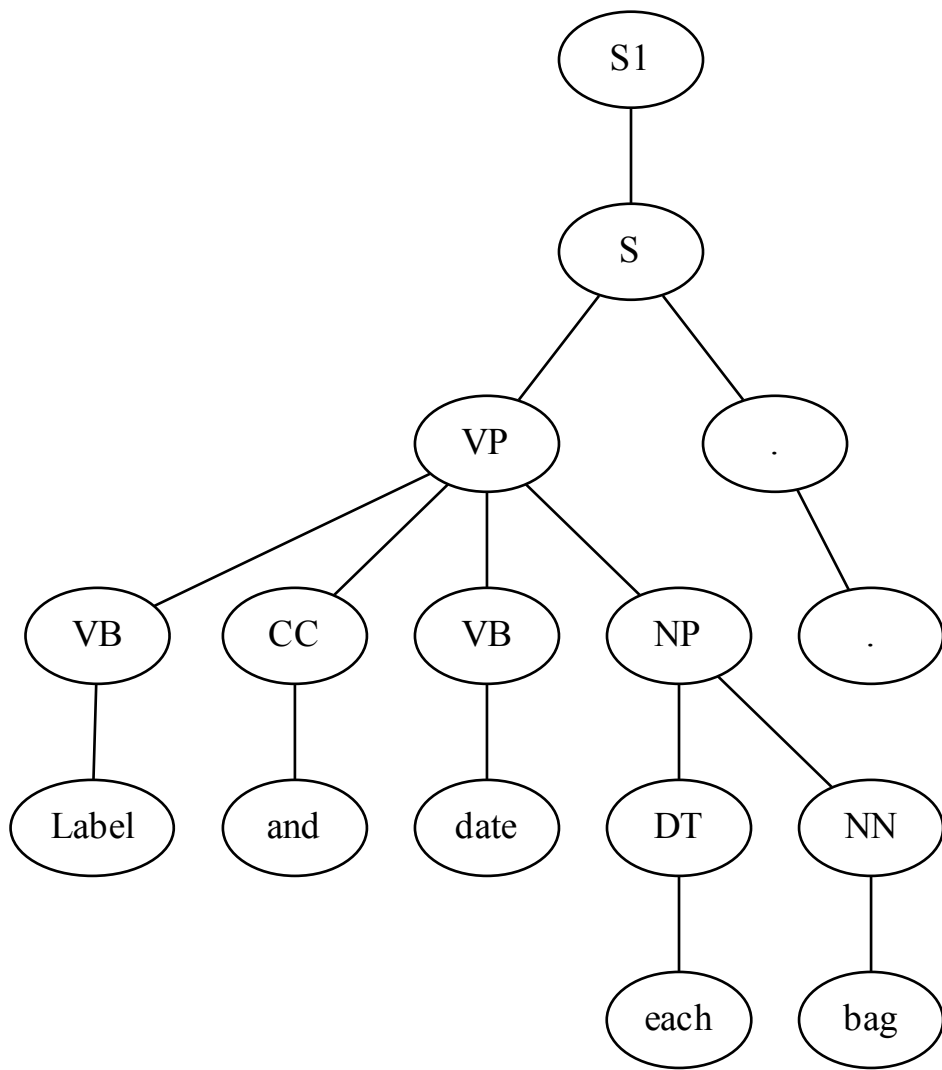 S1
S
VP .
VB CC VB NP .
Label and date DT NN
each bag